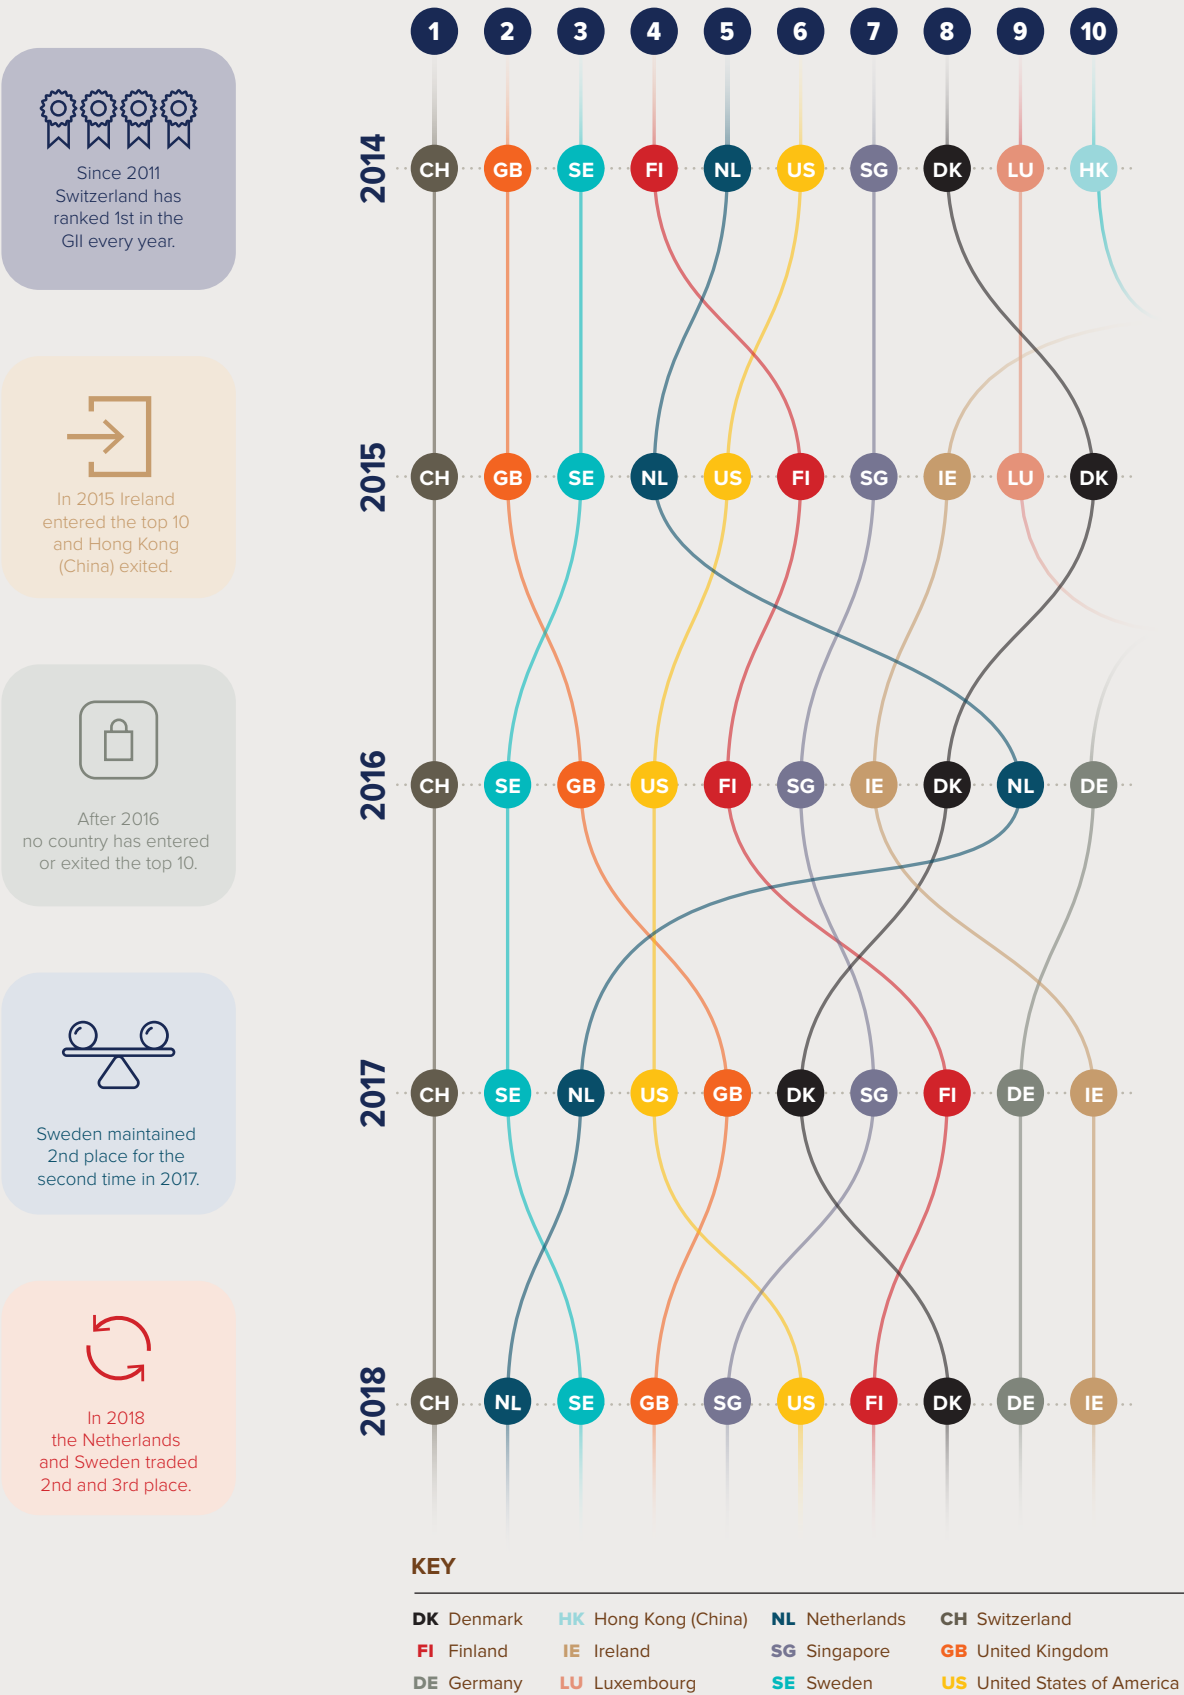 1 2 3 4 5 6 7 8 9 10
Since 2011
Switzerland has
ranked 1st in the
GII every year.
2014 CH GB SE FI NL US SG DK LU HK
In 2015 Ireland
entered the top 10
and Hong Kong
(China) exited.
2015 CH GB SE NL US FI SG IE LU DK
After 2016
no country has entered
or exited the top 10.
2016 CH SE GB US FI SG IE DK NL DE
Sweden maintained
2nd place for the
second time in 2017.
2017 CH SE NL US GB DK SG FI DE IE
In 2018
the Netherlands
and Sweden traded
2nd and 3rd place.
2018 CH NL SE GB SG US FI DK DE IE
KEY
DK Denmark HK Hong Kong (China) NL Netherlands CH Switzerland
FI Finland IE Ireland SG Singapore GB United Kingdom
DE Germany LU Luxembourg SE Sweden US United States of America